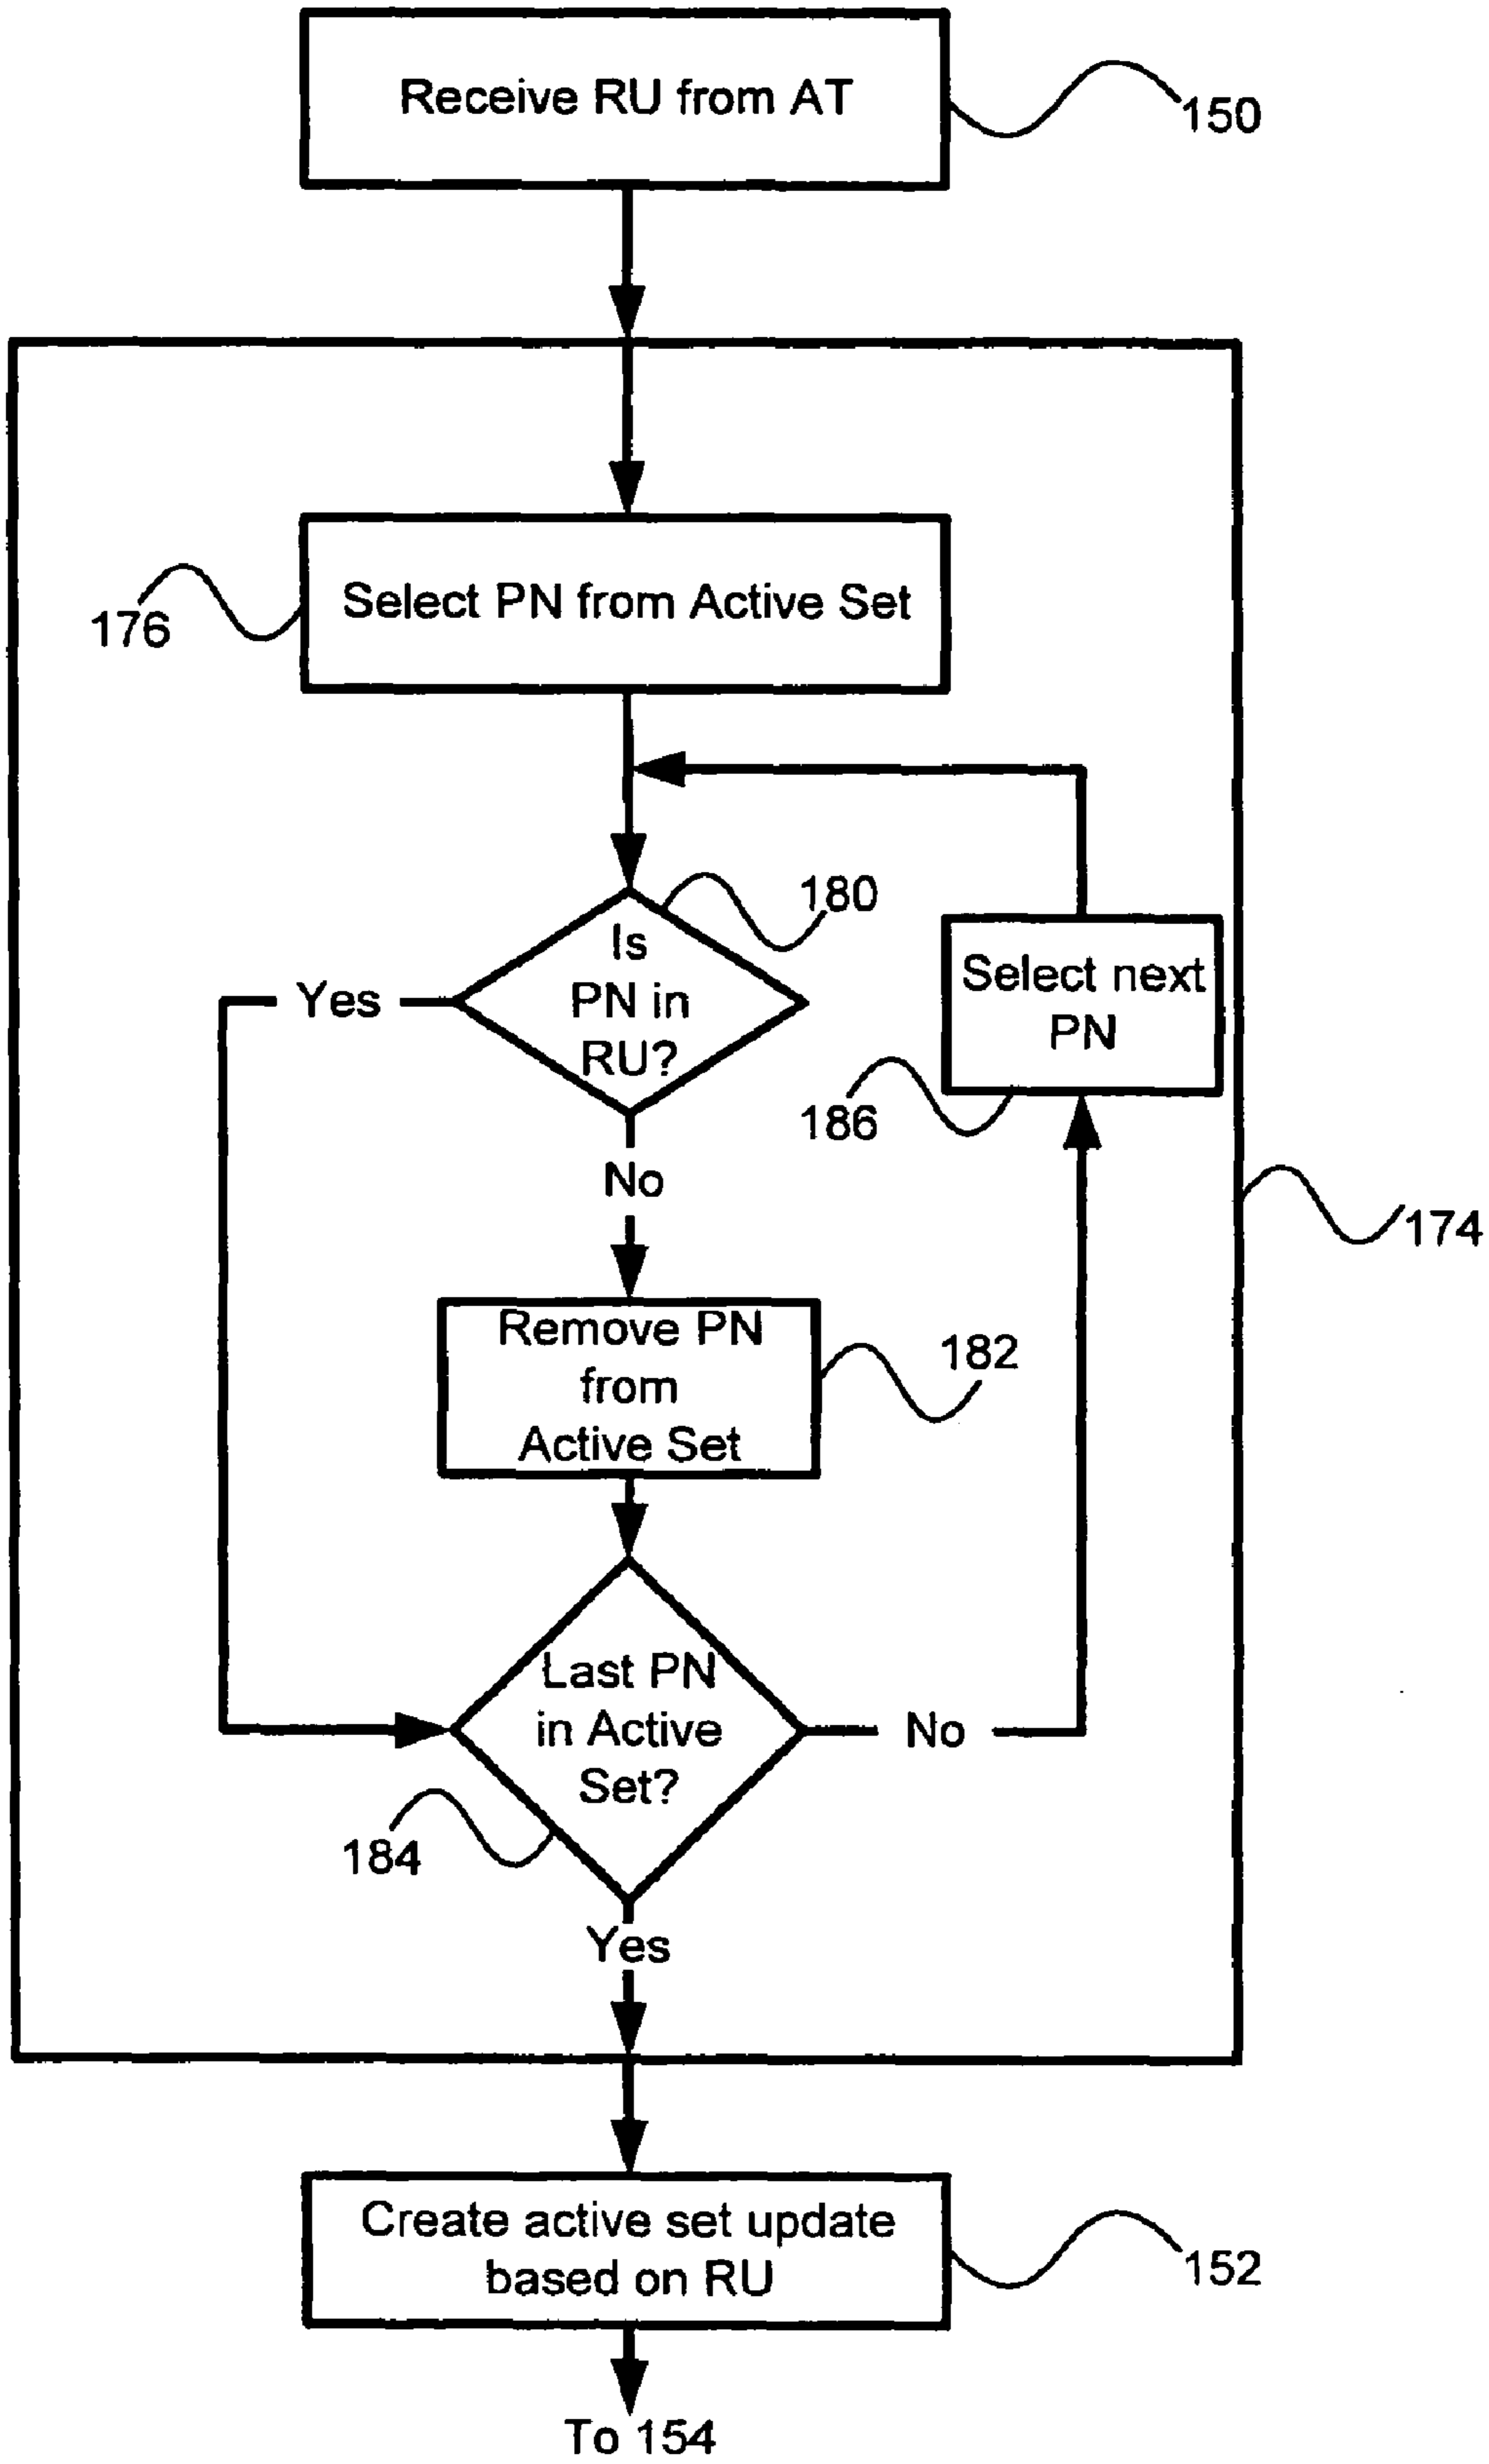 Receive RU from AT
150
Select PN from Active Set
176
180
Is
PN in
RU?
Yes
Select next
PN
186
No
174
Remove PN
from
Active Set
182
Last PN
in Active
Set?
No
184
Yes
Create active set update
based on RU
152
To 154